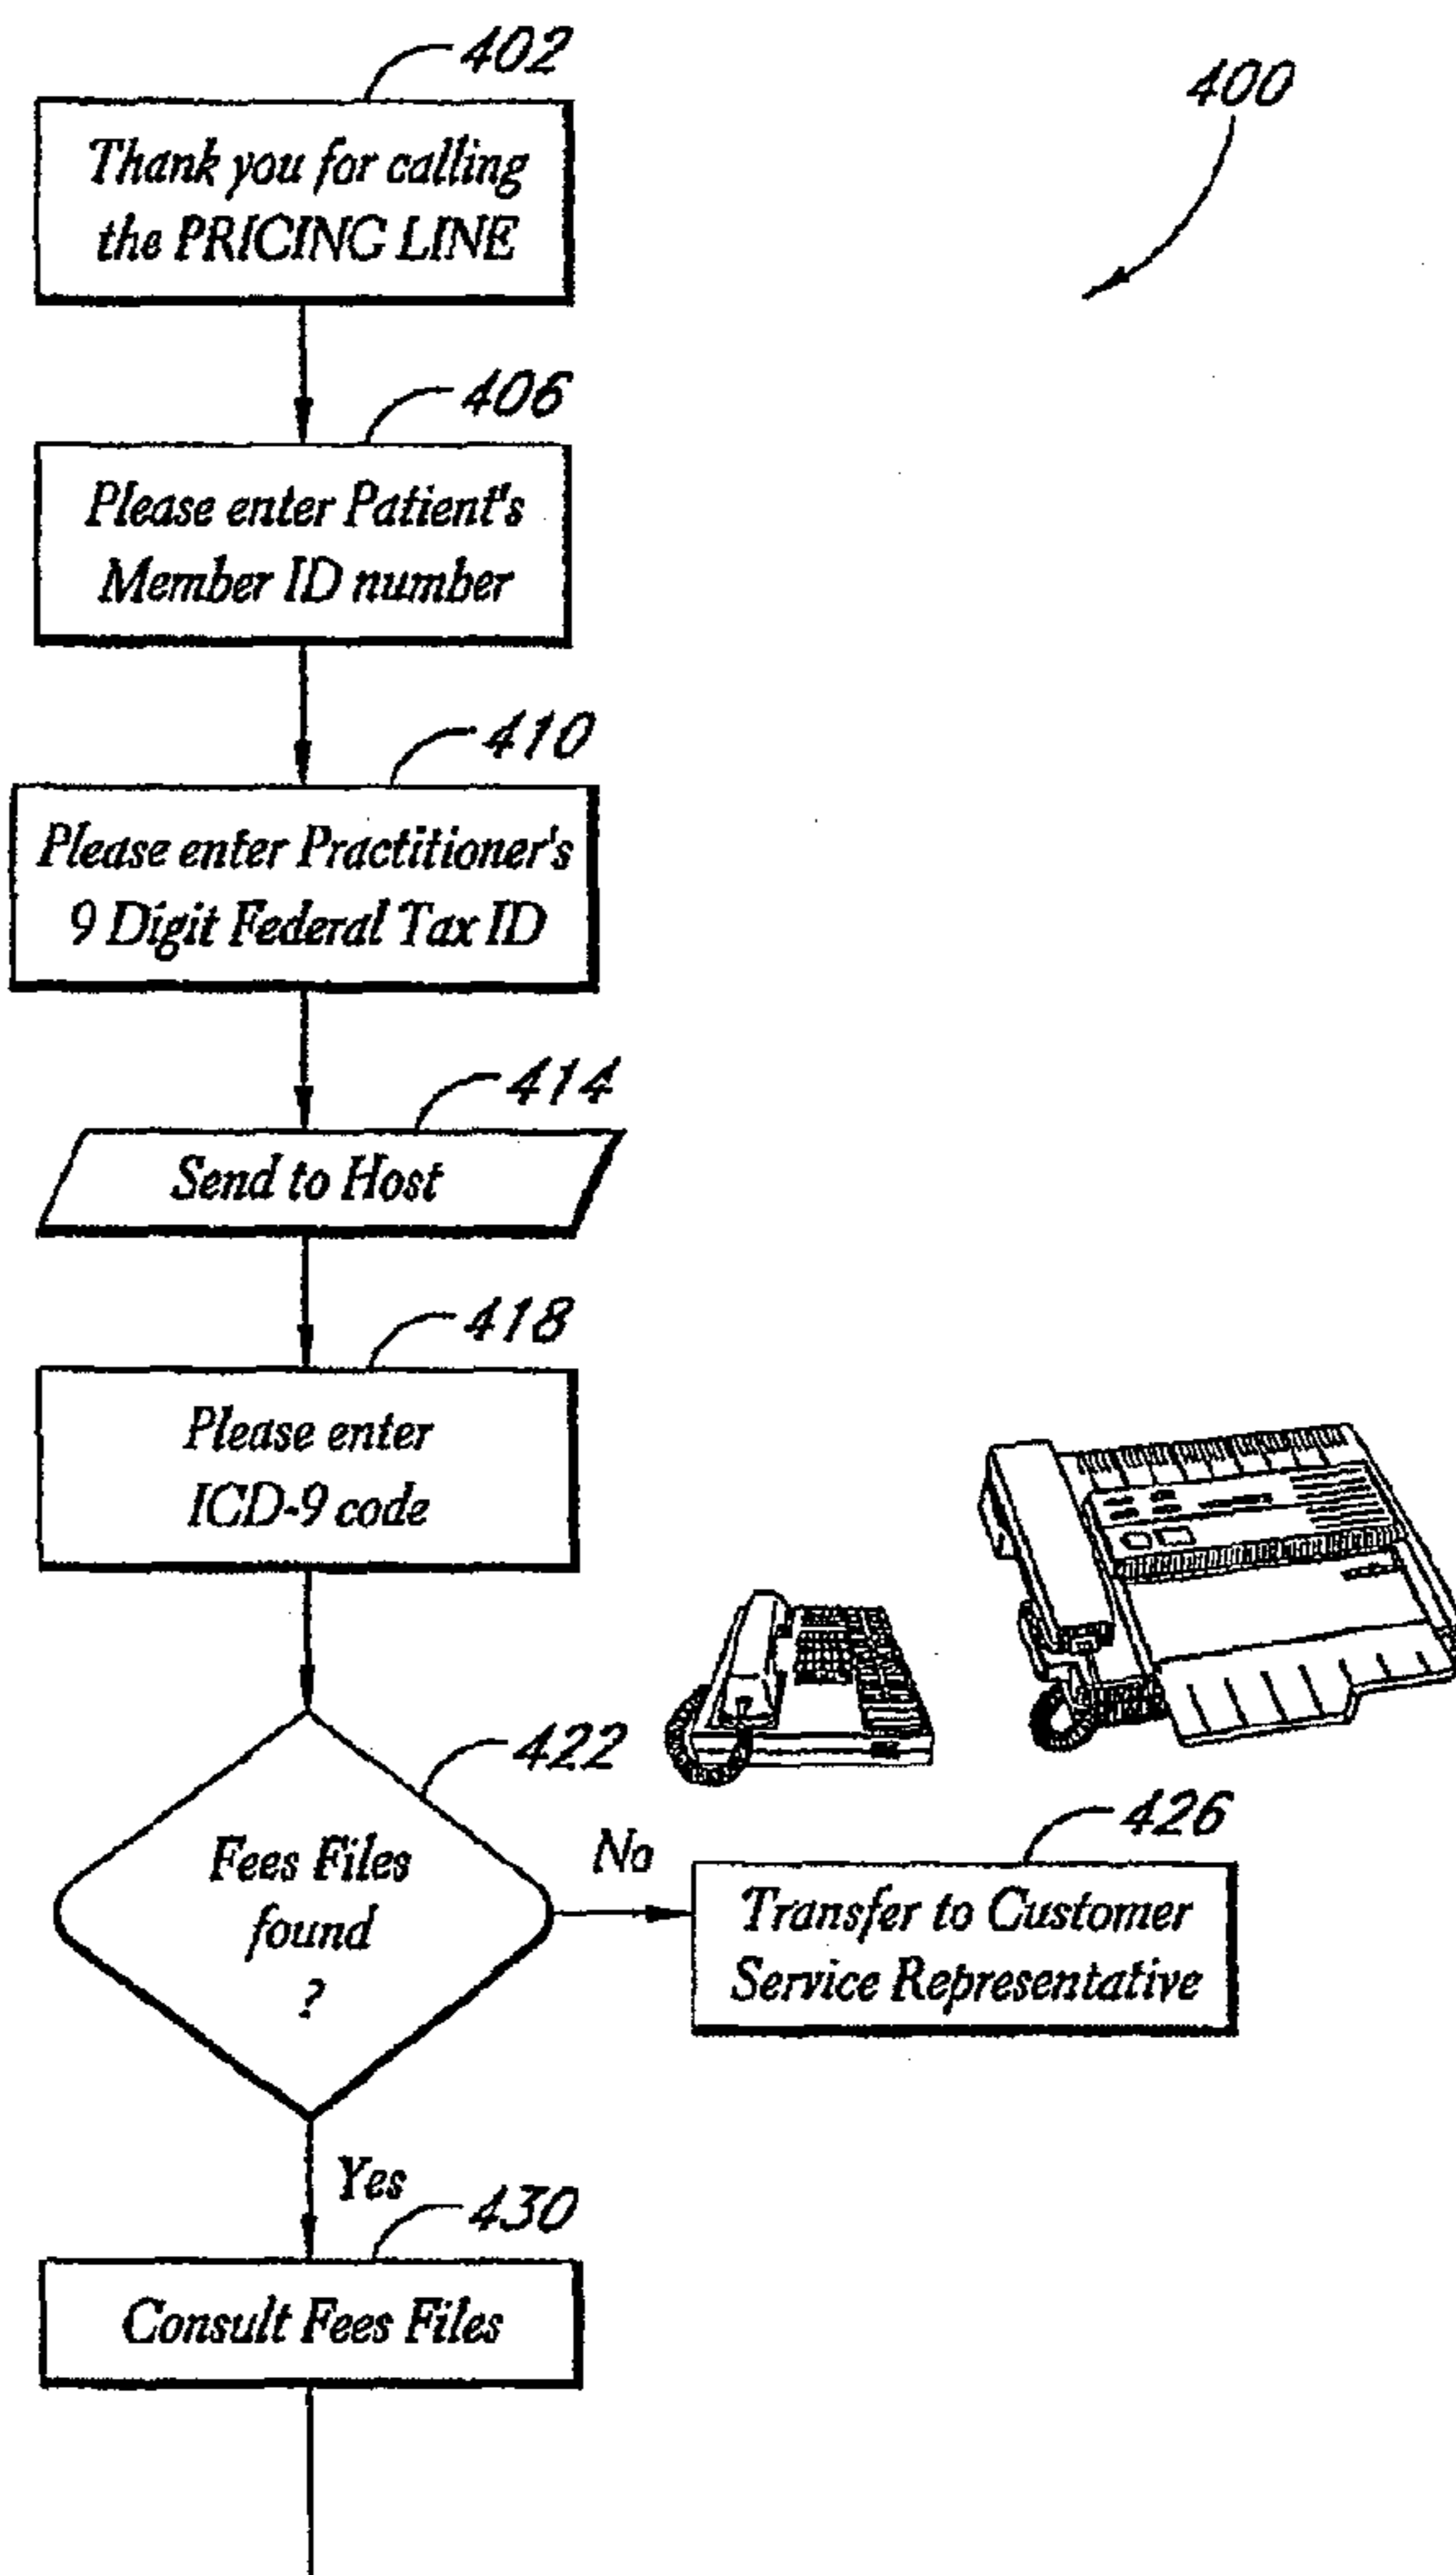 402
400
Thank you for calling
the PRICING LINE
406
Please enter Patient's
Member ID number
410
Please enter Practitioner's
9 Digit Federal Tax ID
414
Send to Host
418
Please enter
ICD-9 code
422
Fees Files
found
?
No
426
Transfer to Customer
Service Representative
Yes
430
Consult Fees Files